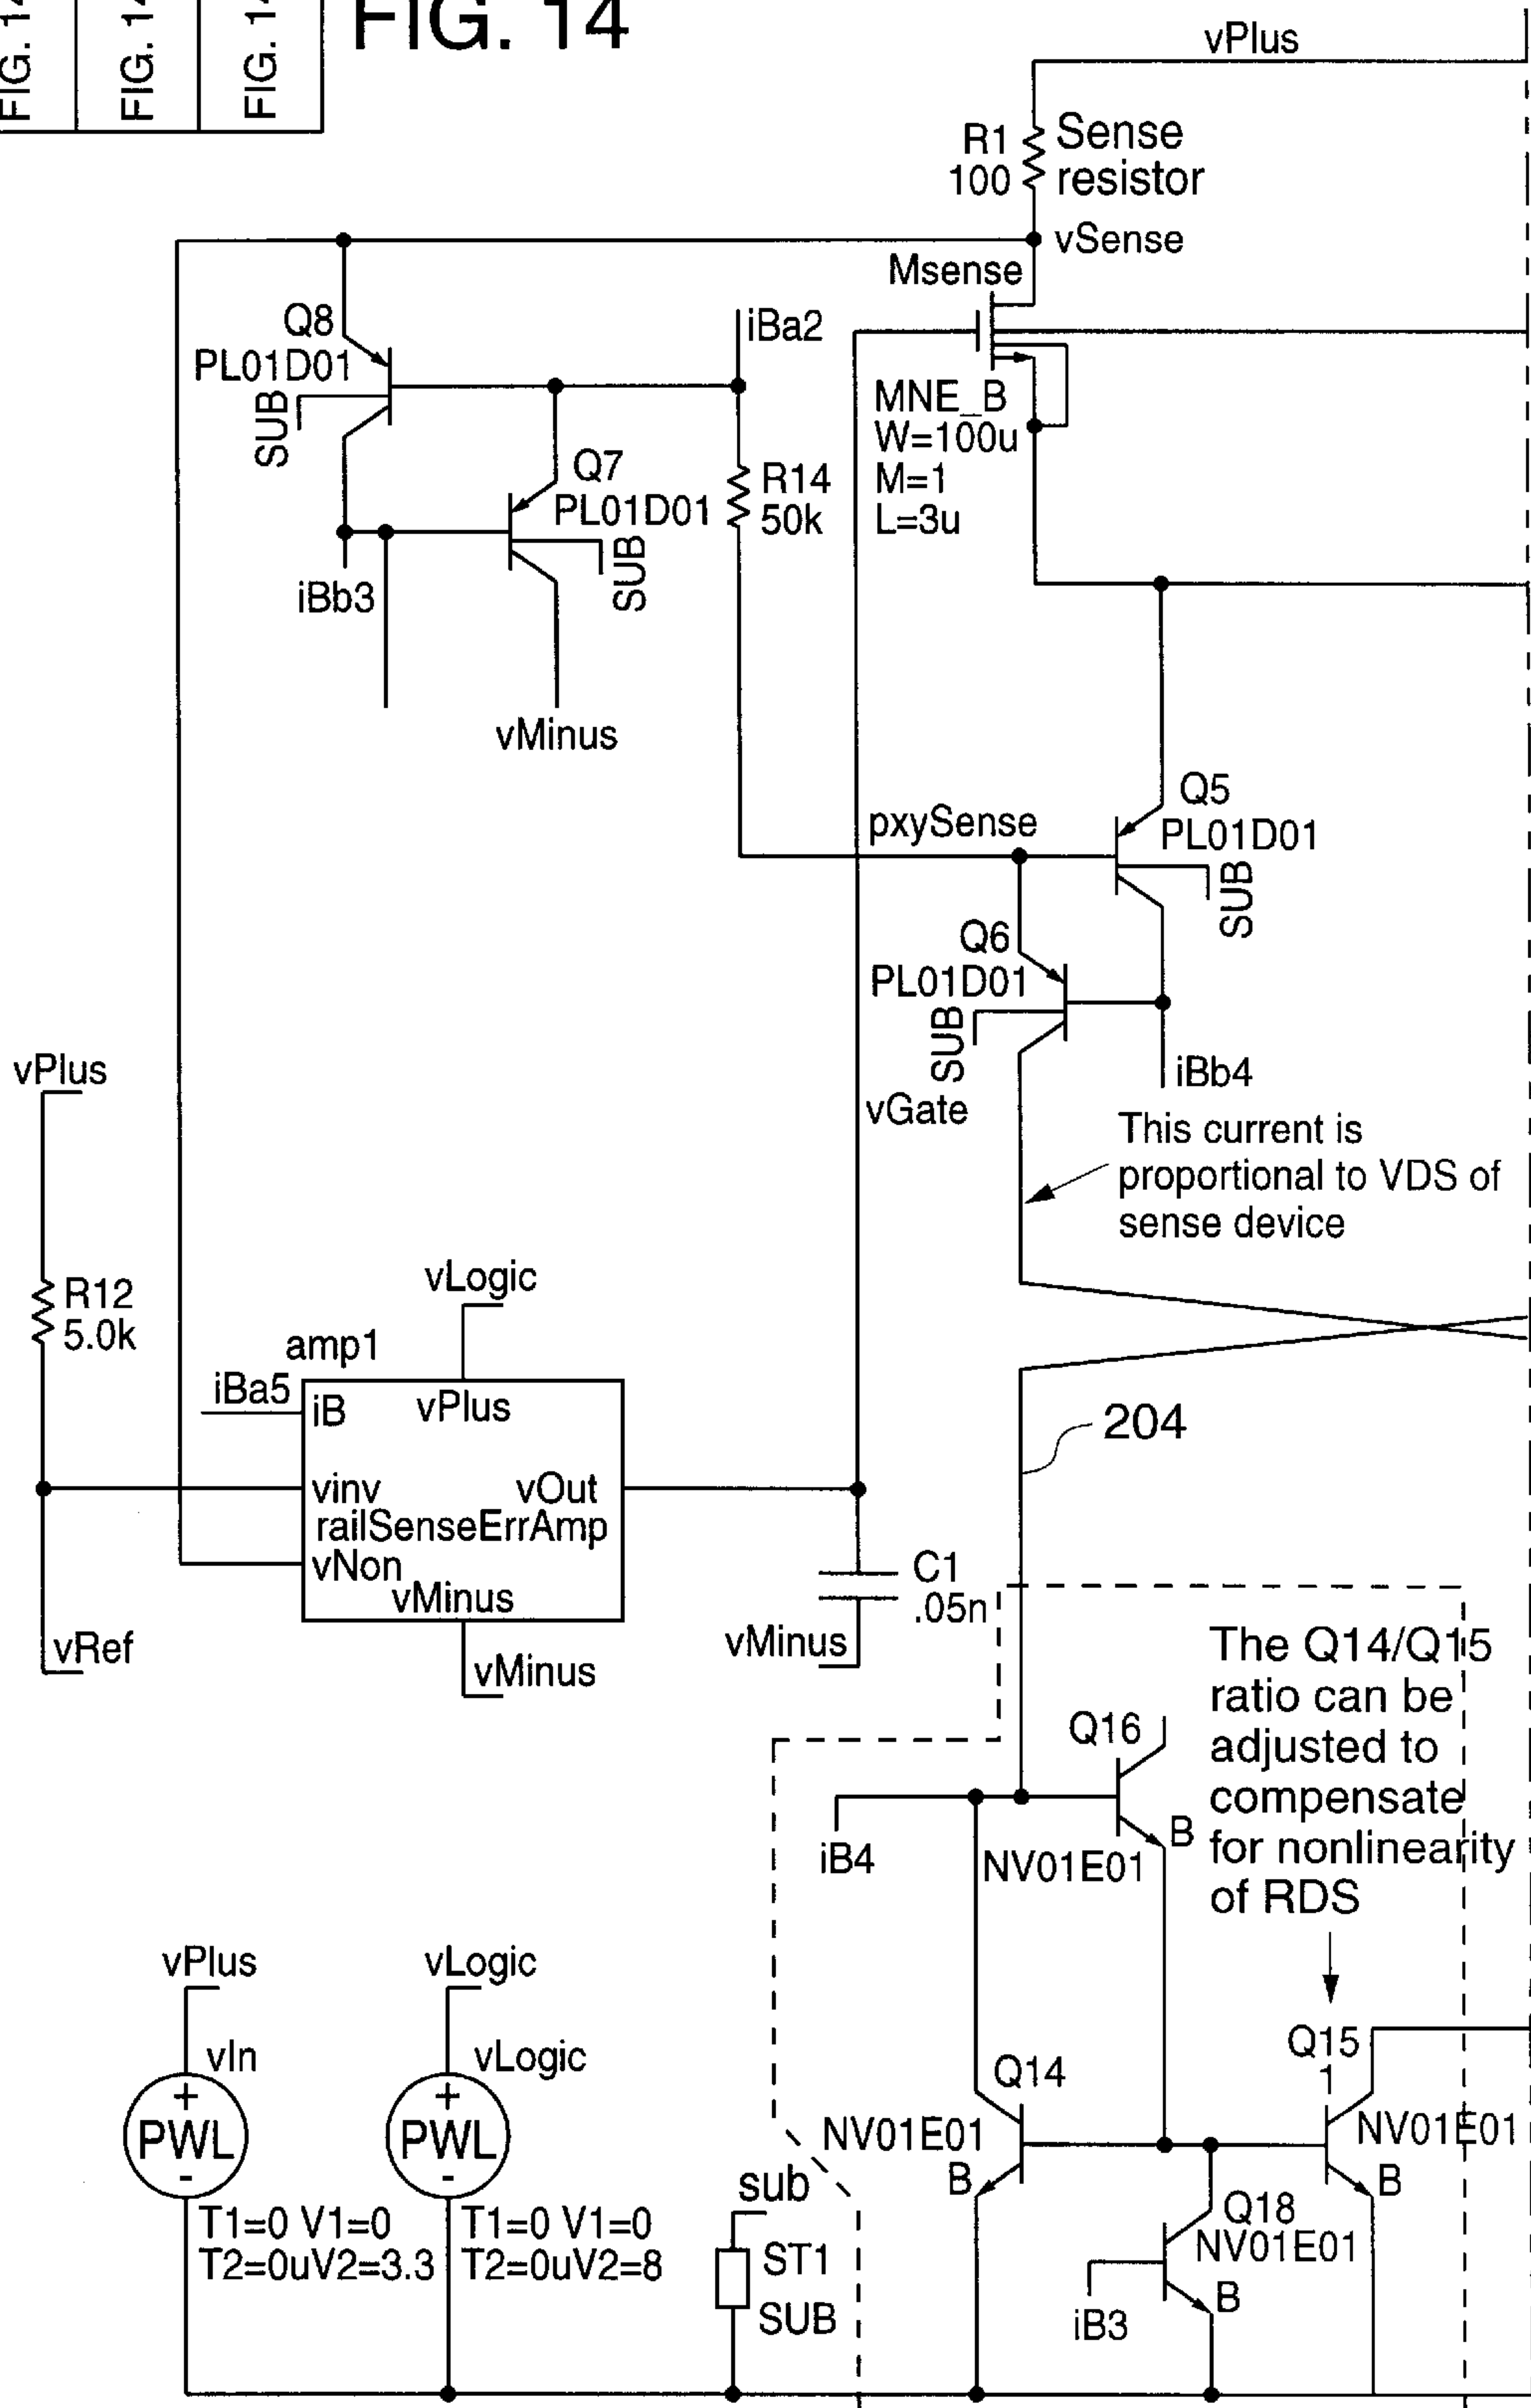 FIG. 14
FIG. 14
FIG. 14
FIG. 14
vPlus
R1
100
Sense
resistor
vSense
Msense
Q8
PL01D01
SUB
iBa2
MNE_B
W=100u
M=1
L=3u
Q7
PL01D01
SUB
R14
50k
iBb3
vMinus
Q5
PL01D01
SUB
pxySense
Q6
PL01D01
SUB
iBb4
vGate
This current is
proportional to VDS of
sense device
vPlus
R12
5.0k
vLogic
amp1
iBa5
iB
vPlus
vinv
vOut
railSenseErrAmp
vNon
vMinus
vRef
vMinus
204
C1
.05n
vMinus
The Q14/Q15
ratio can be
adjusted to
compensate
for nonlinearity
of RDS
Q16
B
iB4
NV01E01
vPlus
vLogic
vIn
vLogic
+
PWL
-
+
PWL
-
T1=0 V1=0
T2=0uV2=3.3
T1=0 V1=0
T2=0uV2=8
sub
ST1
SUB
Q14
NV01E01
B
Q15
1
NV01E01
B
Q18
NV01E01
B
iB3